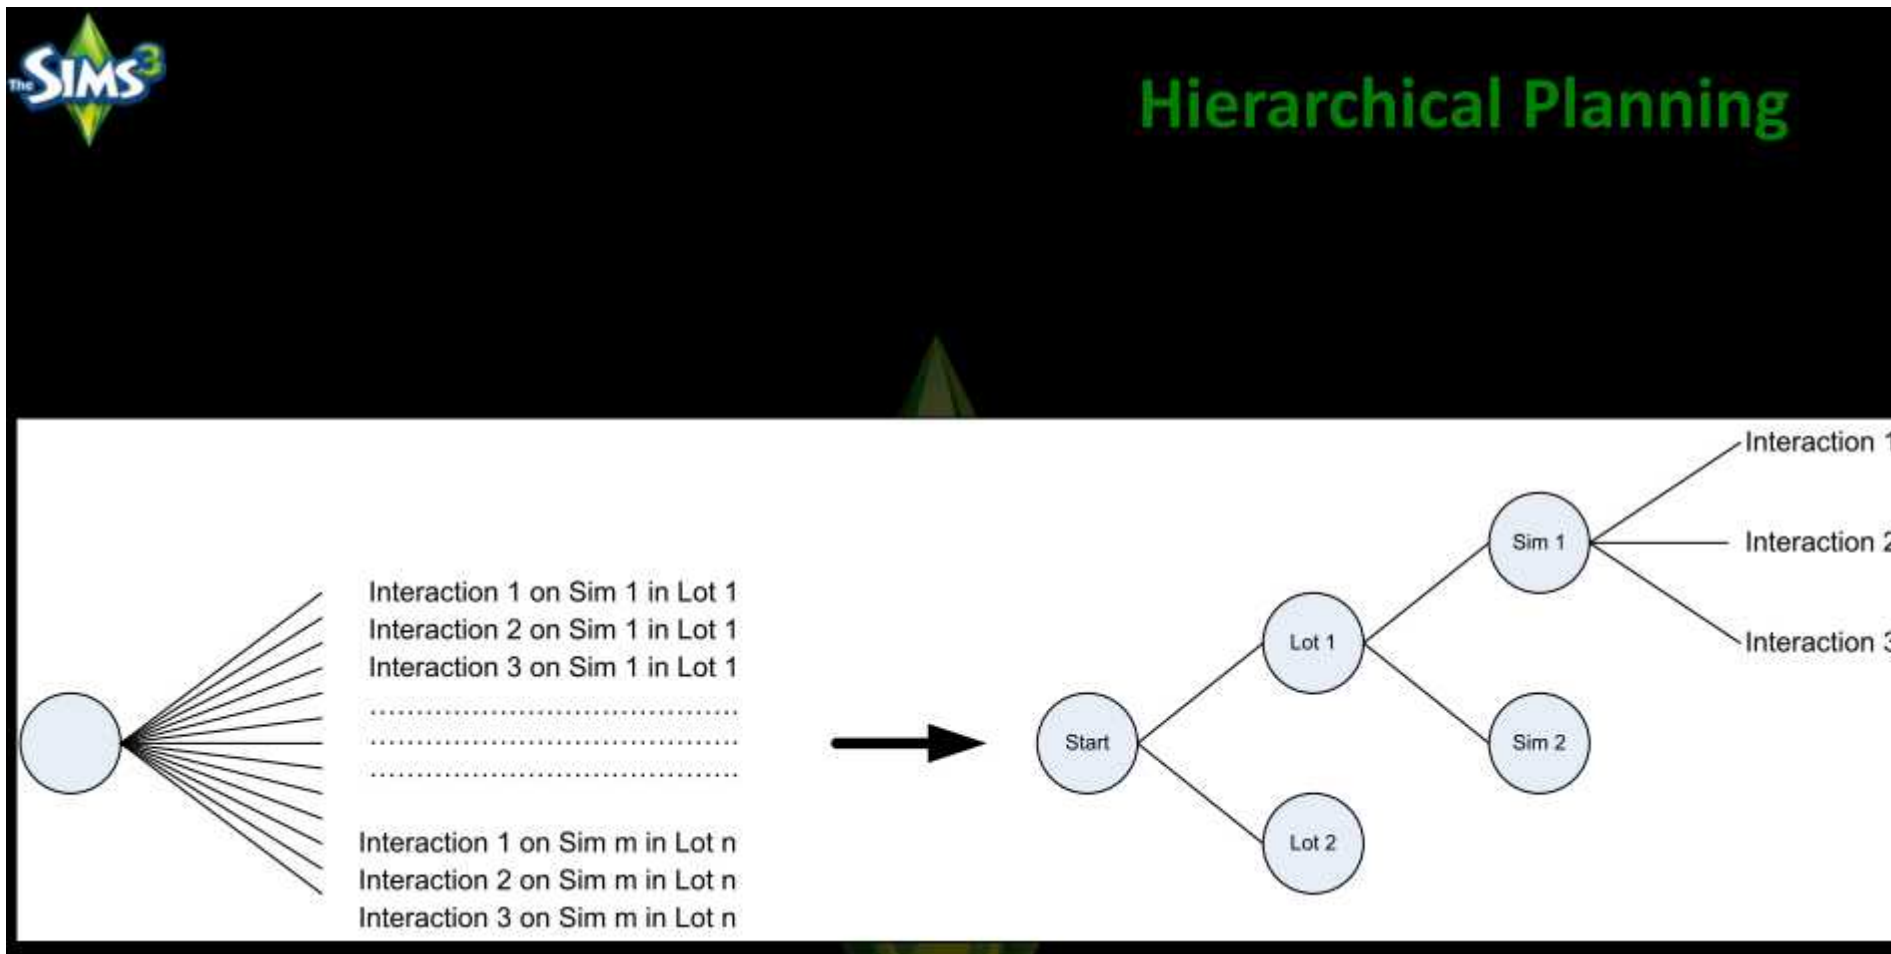 The SIMS 3
Hierarchical Planning
Interaction 1 on Sim 1 in Lot 1
Interaction 2 on Sim 1 in Lot 1
Interaction 3 on Sim 1 in Lot 1
.......................................
.......................................
.......................................
Interaction 1 on Sim m in Lot n
Interaction 2 on Sim m in Lot n
Interaction 3 on Sim m in Lot n
Start
Lot 1
Lot 2
Sim 1
Sim 2
Interaction 1
Interaction 2
Interaction 3